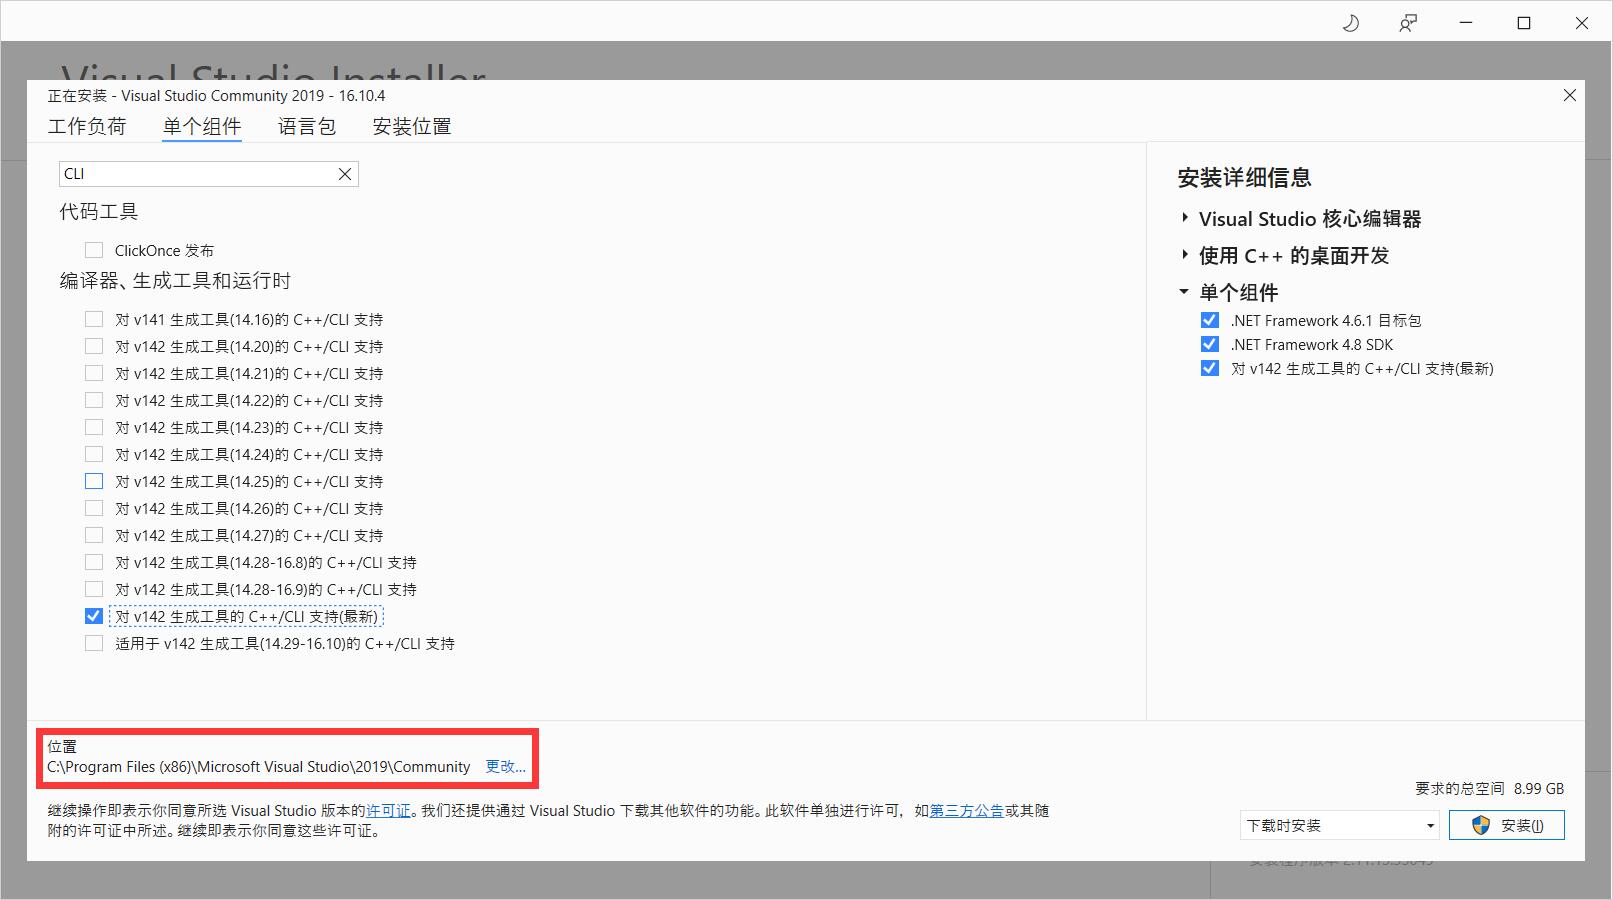 Visual Studio Installer
正在安装 - Visual Studio Community 2019 - 16.10.4
工作负荷 单个组件 语言包 安装位置
CLI
代码工具
ClickOnce 发布
编译器、生成工具和运行时
对 v141 生成工具(14.16)的 C++/CLI 支持
对 v142 生成工具(14.20)的 C++/CLI 支持
对 v142 生成工具(14.21)的 C++/CLI 支持
对 v142 生成工具(14.22)的 C++/CLI 支持
对 v142 生成工具(14.23)的 C++/CLI 支持
对 v142 生成工具(14.24)的 C++/CLI 支持
对 v142 生成工具(14.25)的 C++/CLI 支持
对 v142 生成工具(14.26)的 C++/CLI 支持
对 v142 生成工具(14.27)的 C++/CLI 支持
对 v142 生成工具(14.28-16.8)的 C++/CLI 支持
对 v142 生成工具(14.28-16.9)的 C++/CLI 支持
对 v142 生成工具的 C++/CLI 支持(最新)
适用于 v142 生成工具(14.29-16.10)的 C++/CLI 支持
安装详细信息
Visual Studio 核心编辑器
使用 C++ 的桌面开发
单个组件
.NET Framework 4.6.1 目标包
.NET Framework 4.8 SDK
对 v142 生成工具的 C++/CLI 支持(最新)
位置
C:\Program Files (x86)\Microsoft Visual Studio\2019\Community 更改...
继续操作即表示你同意所选 Visual Studio 版本的许可证。我们还提供通过 Visual Studio 下载其他软件的功能。此软件单独进行许可，如第三方公告或其随
附的许可证中所述。继续即表示你同意这些许可证。
要求的总空间 8.99 GB
下载时安装
安装(I)